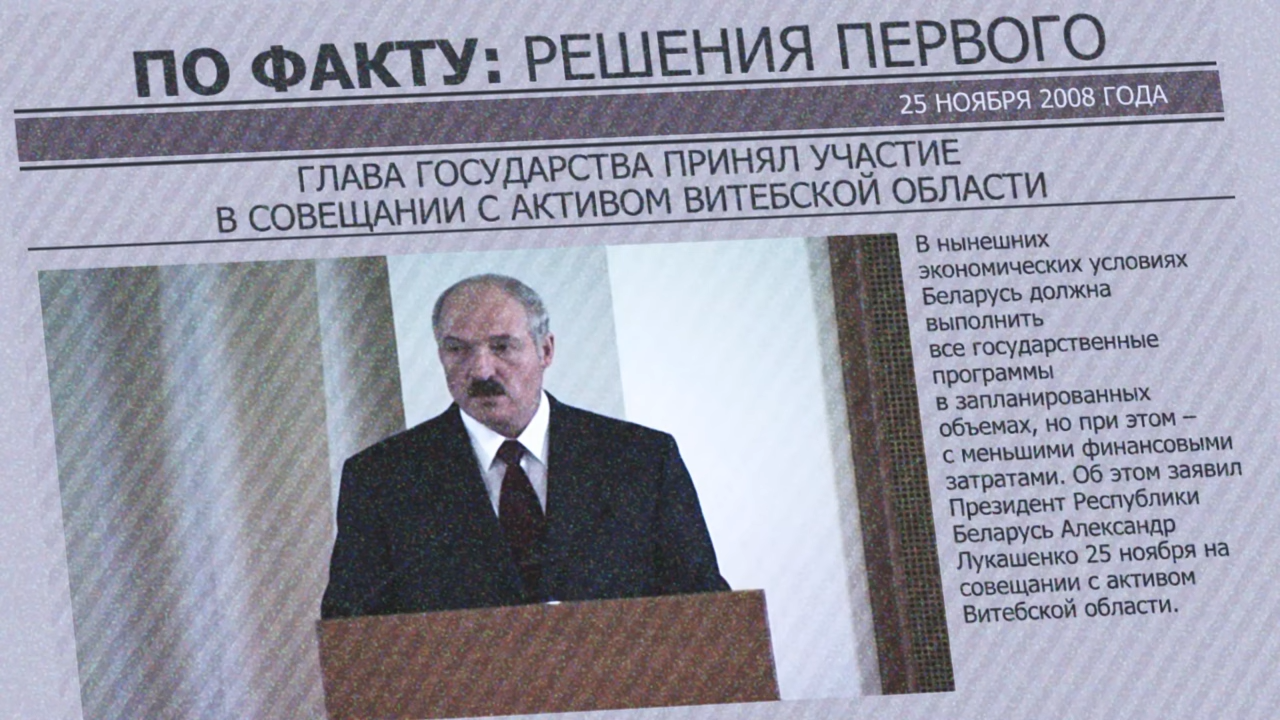 ПО ФАКТУ: РЕШЕНИЯ ПЕРВОГО
25 НОЯБРЯ 2008 ГОДА
ГЛАВА ГОСУДАРСТВА ПРИНЯЛ УЧАСТИЕ
В СОВЕЩАНИИ С АКТИВОМ ВИТЕБСКОЙ ОБЛАСТИ
В нынешних
экономических условиях
Беларусь должна
выполнить
все государственные
программы
в запланированных
объемах, но при этом –
с меньшими финансовыми
затратами. Об этом заявил
Президент Республики
Беларусь Александр
Лукашенко 25 ноября на
совещании с активом
Витебской области.